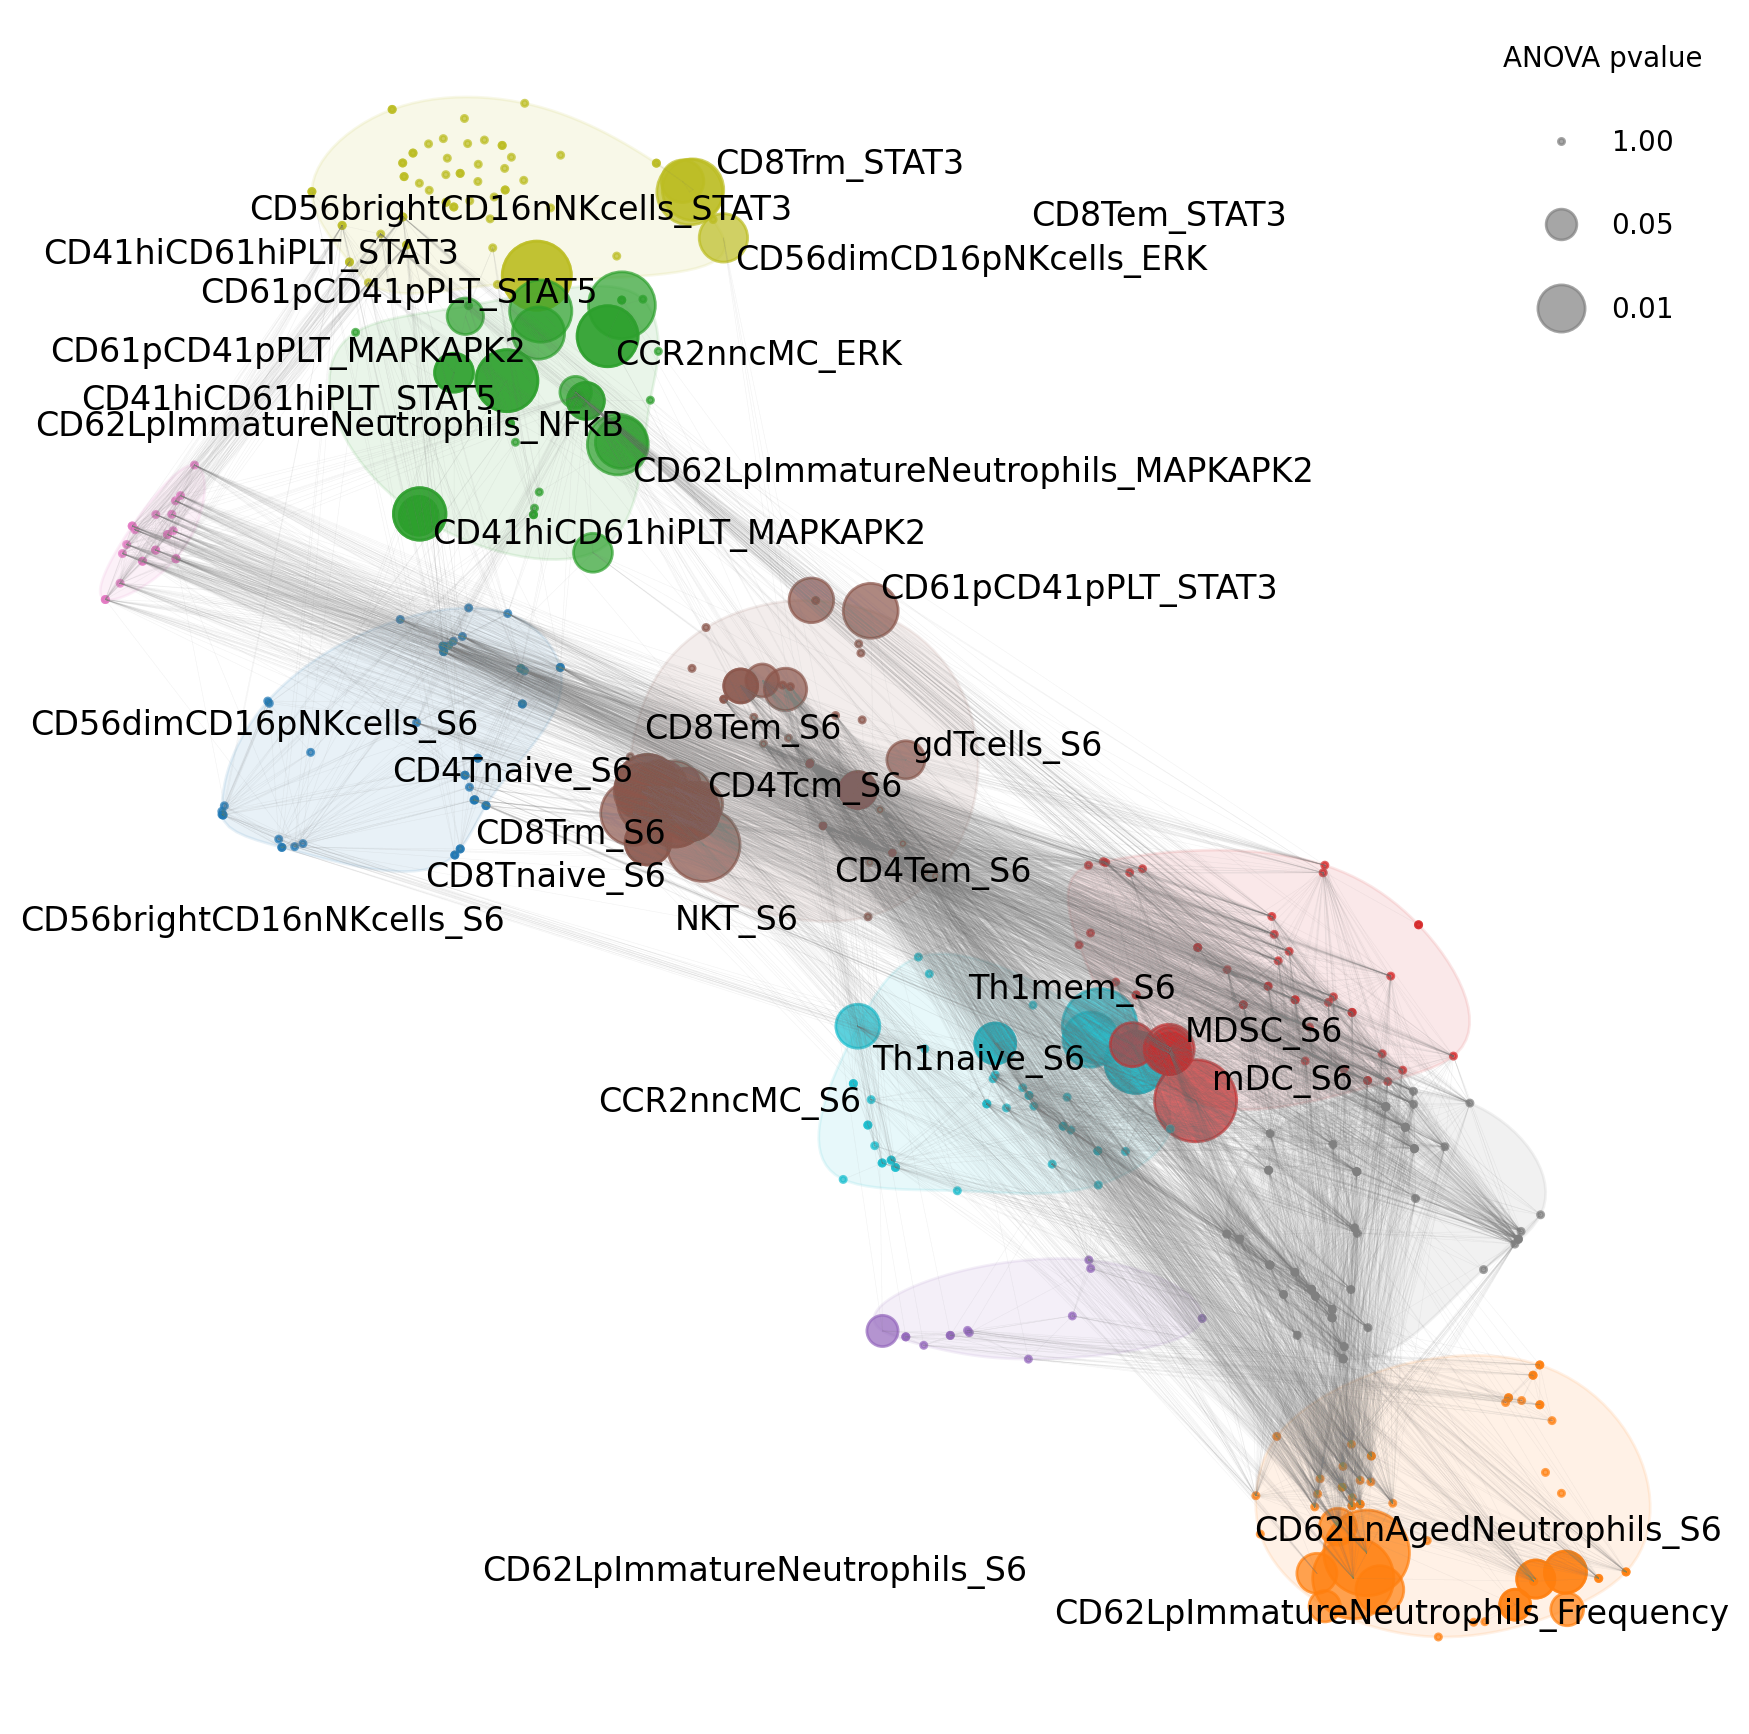 ANOVA pvalue
1.00
0.05
0.01
CD8Trm_STAT3
CD56brightCD16nNKcells_STAT3
CD8Tem_STAT3
CD41hiCD61hiPLT_STAT3
CD56dimCD16pNKcells_ERK
CD61pCD41pPLT_STAT5
CD61pCD41pPLT_MAPKAPK2
CCR2nncMC_ERK
CD41hiCD61hiPLT_STAT5
CD62LpImmatureNeutrophils_NFkB
CD62LpImmatureNeutrophils_MAPKAPK2
CD41hiCD61hiPLT_MAPKAPK2
CD61pCD41pPLT_STAT3
CD56dimCD16pNKcells_S6
CD8Tem_S6
gdTcells_S6
CD4Tnaive_S6
CD4Tcm_S6
CD8Trm_S6
CD8Tnaive_S6
CD4Tem_S6
CD56brightCD16nNKcells_S6
NKT_S6
Th1mem_S6
MDSC_S6
Th1naive_S6
mDC_S6
CCR2nncMC_S6
CD62LnAgedNeutrophils_S6
CD62LpImmatureNeutrophils_S6
CD62LpImmatureNeutrophils_Frequency